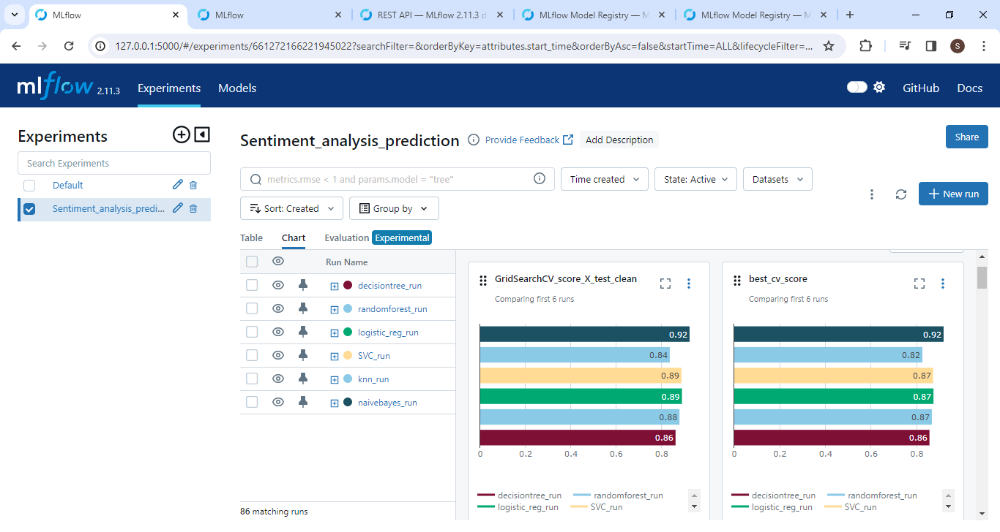 MLflow
MLflow
REST API — MLflow 2.11.3 d
MLflow Model Registry — M
MLflow Model Registry — M
127.0.0.1:5000/#/experiments/661272166221945022?searchFilter=&orderByKey=attributes.start_time&orderByAsc=false&startTime=ALL&lifecycleFilter=...
S
mlflow 2.11.3
Experiments
Models
GitHub
Docs
Experiments
Search Experiments
Default
Sentiment_analysis_predi...
Sentiment_analysis_prediction
Provide Feedback
Add Description
Share
metrics.rmse < 1 and params.model = "tree"
Time created
State: Active
Datasets
New run
Sort: Created
Group by
Table
Chart
Evaluation
Experimental
Run Name
decisiontree_run
randomforest_run
logistic_reg_run
SVC_run
knn_run
naivebayes_run
86 matching runs
GridSearchCV_score_X_test_clean
Comparing first 6 runs
0.92
0.84
0.89
0.89
0.88
0.86
0 0.2 0.4 0.6 0.8
decisiontree_run randomforest_run
logistic_reg_run SVC_run
best_cv_score
Comparing first 6 runs
0.92
0.82
0.87
0.87
0.87
0.86
0 0.2 0.4 0.6 0.8
decisiontree_run randomforest_run
logistic_reg_run SVC_run